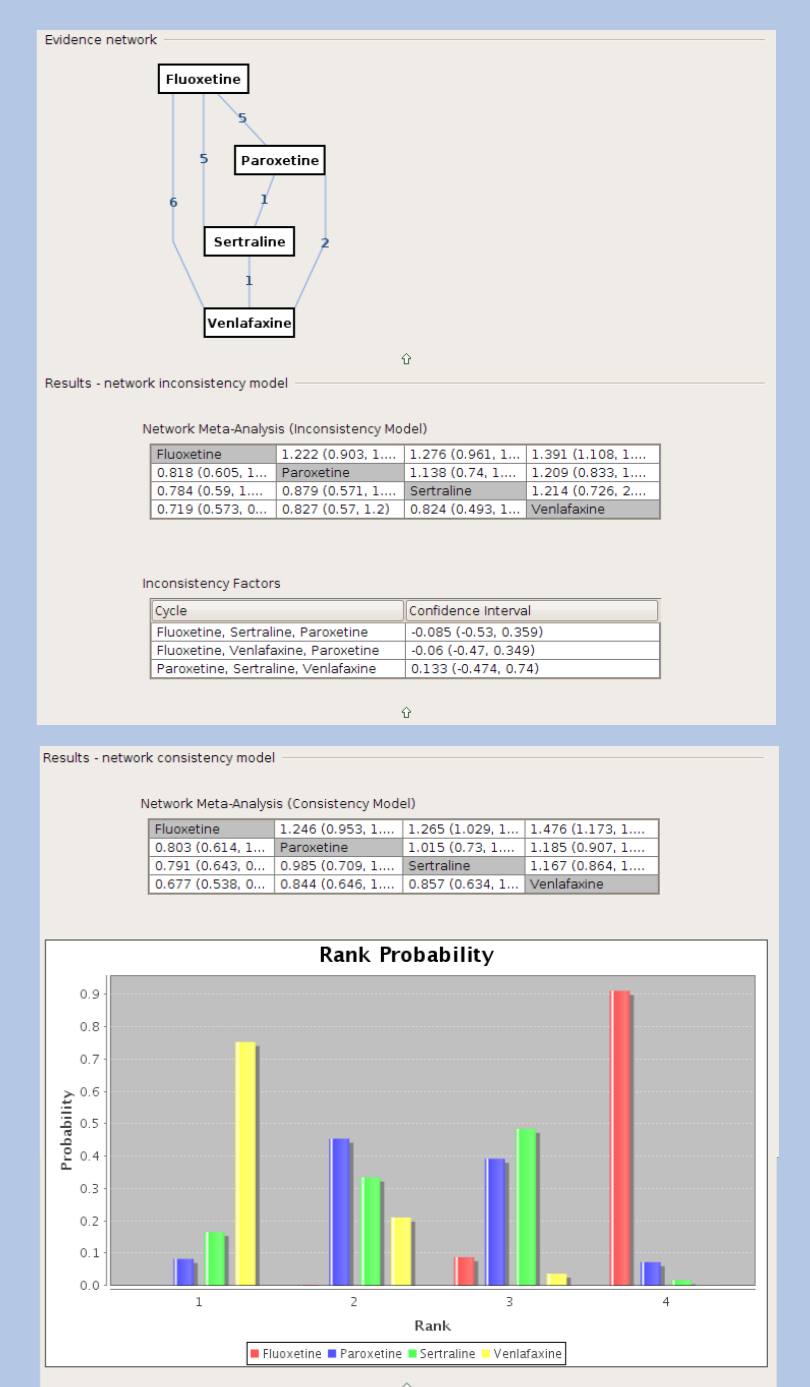 Evidence network
Fluoxetine
5
5 Paroxetine
6 1
Sertraline 2
1
Venlafaxine
Results - network inconsistency model
Network Meta-Analysis (Inconsistency Model)
Fluoxetine 1.222 (0.903, 1.... 1.276 (0.961, 1... 1.391 (1.108, 1....
0.818 (0.605, 1... Paroxetine 1.138 (0.74, 1.... 1.209 (0.833, 1....
0.784 (0.59, 1.... 0.879 (0.571, 1.... Sertraline 1.214 (0.726, 2....
0.719 (0.573, 0... 0.827 (0.57, 1.2) 0.824 (0.493, 1... Venlafaxine
Inconsistency Factors
Cycle Confidence Interval
Fluoxetine, Sertraline, Paroxetine -0.085 (-0.53, 0.359)
Fluoxetine, Venlafaxine, Paroxetine -0.06 (-0.47, 0.349)
Paroxetine, Sertraline, Venlafaxine 0.133 (-0.474, 0.74)
Results - network consistency model
Network Meta-Analysis (Consistency Model)
Fluoxetine 1.246 (0.953, 1.... 1.265 (1.029, 1... 1.476 (1.173, 1....
0.803 (0.614, 1... Paroxetine 1.015 (0.73, 1.... 1.185 (0.907, 1....
0.791 (0.643, 0... 0.985 (0.709, 1.... Sertraline 1.167 (0.864, 1....
0.677 (0.538, 0... 0.844 (0.646, 1.... 0.857 (0.634, 1... Venlafaxine
Rank Probability
Probability
0.9
0.8
0.7
0.6
0.5
0.4
0.3
0.2
0.1
0.0
1 2 3 4
Rank
Fluoxetine Paroxetine Sertraline Venlafaxine